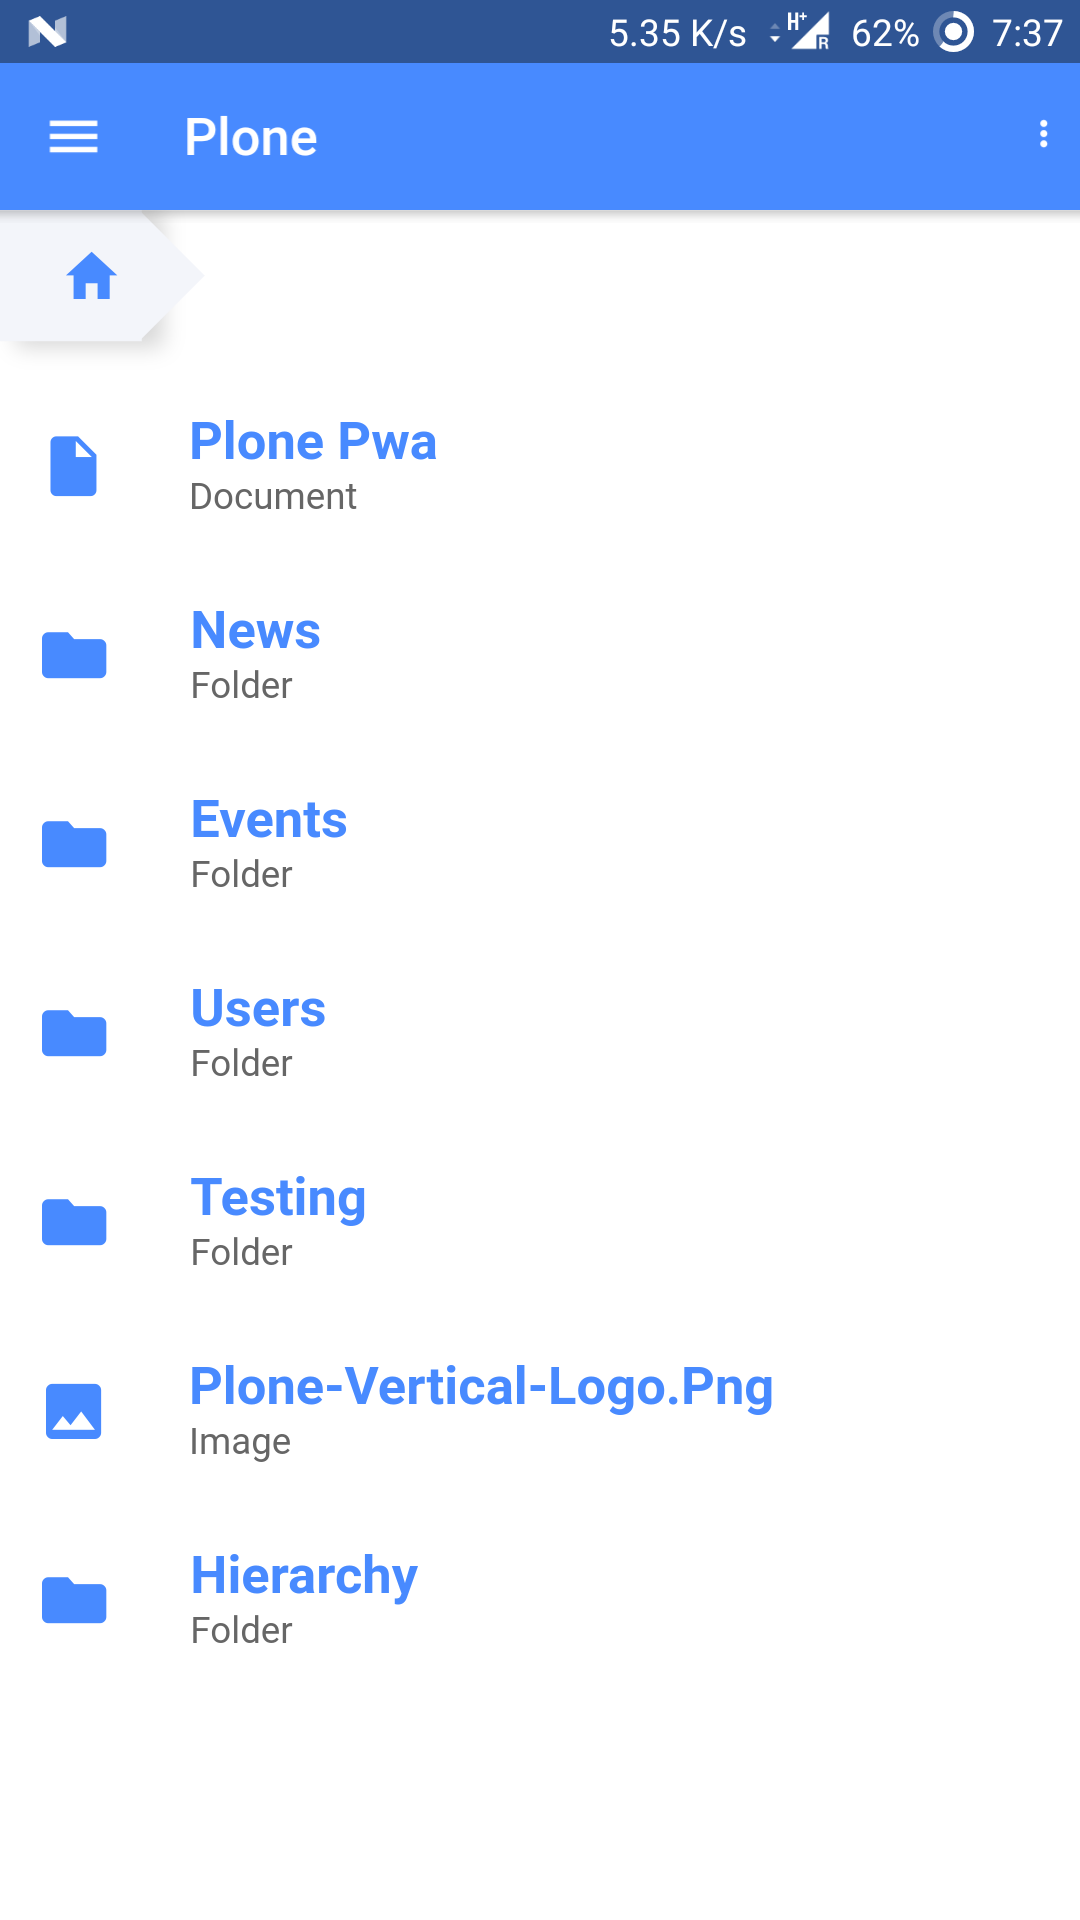 5.35 K/s H+ R 62% 7:37
Plone
Plone Pwa
Document
News
Folder
Events
Folder
Users
Folder
Testing
Folder
Plone-Vertical-Logo.Png
Image
Hierarchy
Folder